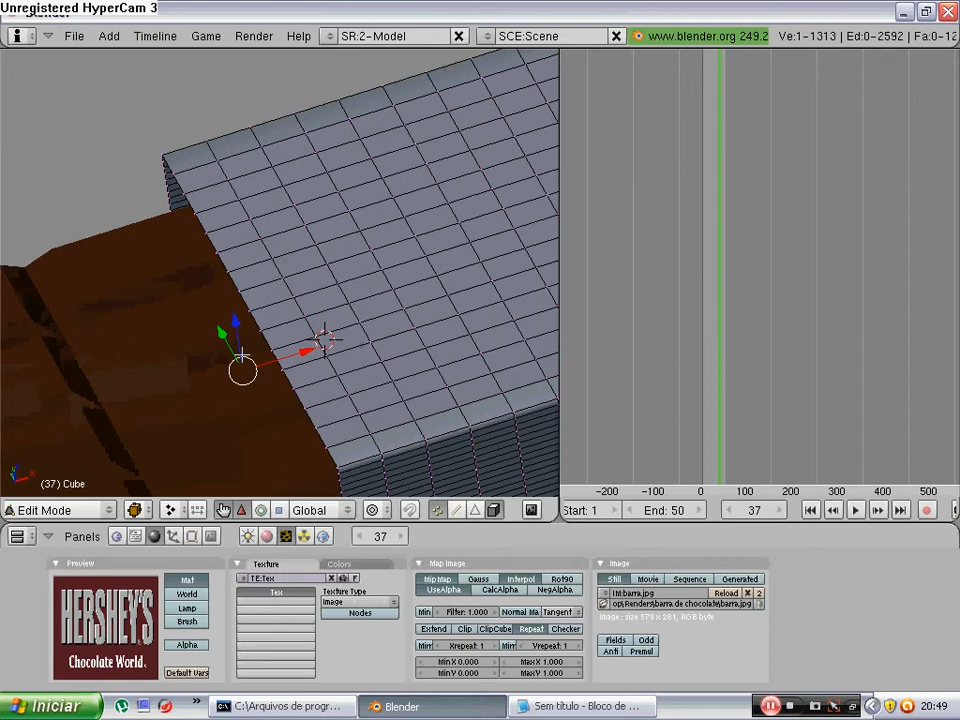 Unregistered HyperCam 3
File Add Timeline Game Render Help SR:2-Model SCE:Scene www.blender.org 249.2 Ve:1-1313 | Ed:0-2592 | Fa:0-12
(37) Cube
-200 -100 0 100 200 300 400 500
Edit Mode Global Start: 1 End: 50 37
Panels 37
Preview Texture Colors Map Image Image
Mat TE:Tex F MipMap Gauss Interpol Rot90 Still Movie Sequence Generated
World Tex Texture Type UseAlpha CalcAlpha NegAlpha IM:barra.jpg Reload 2
Lamp Image Min Filter: 1.000 Normal Ma Tangent op\Renders\barra de chocolate\barra.jpg
Brush Nodes Extend Clip ClipCube Repeat Checker Image : size 579 x 281, RGB byte
Alpha Mirr Xrepeat: 1 Mirr Yrepeat: 1 Fields Odd
Default Vars MinX 0.000 MaxX 1.000 Anti Premul
MinY 0.000 MaxY 1.000
HERSHEY'S
Chocolate World
Iniciar C:\Arquivos de progr... Blender Sem título - Bloco de ... 20:49